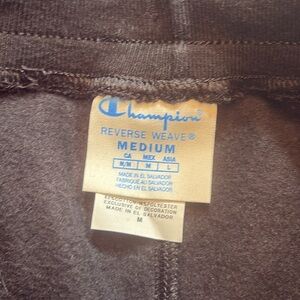 Champion
REVERSE WEAVE®
MEDIUM
CA MEX ASIA
M/M M L
MADE IN EL SALVADOR
FABRIQUÉ AU SALVADOR
HECHO EN EL SALVADOR
POLYESTER
EXCLUSIVE OF DECORATION
MADE IN EL SALVADOR
M